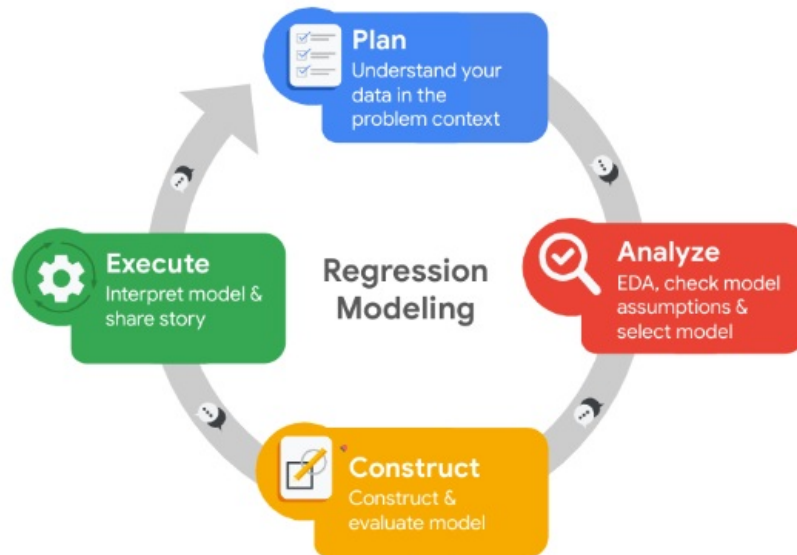 Plan
Understand your
data in the
problem context
Analyze
EDA, check model
assumptions &
select model
Construct
Construct &
evaluate model
Execute
Interpret model &
share story
Regression
Modeling